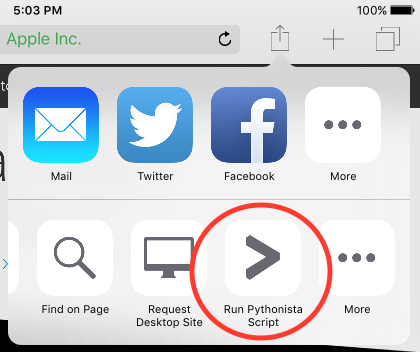 5:03 PM
100%
Apple Inc.
Mail
Twitter
Facebook
More
Find on Page
Request
Desktop Site
Run Pythonista
Script
More